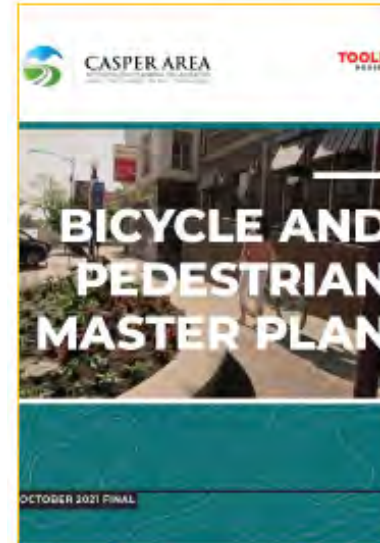 CASPER AREA
TOOL
BICYCLE AND
PEDESTRIAN
MASTER PLAN
OCTOBER 2021 FINAL